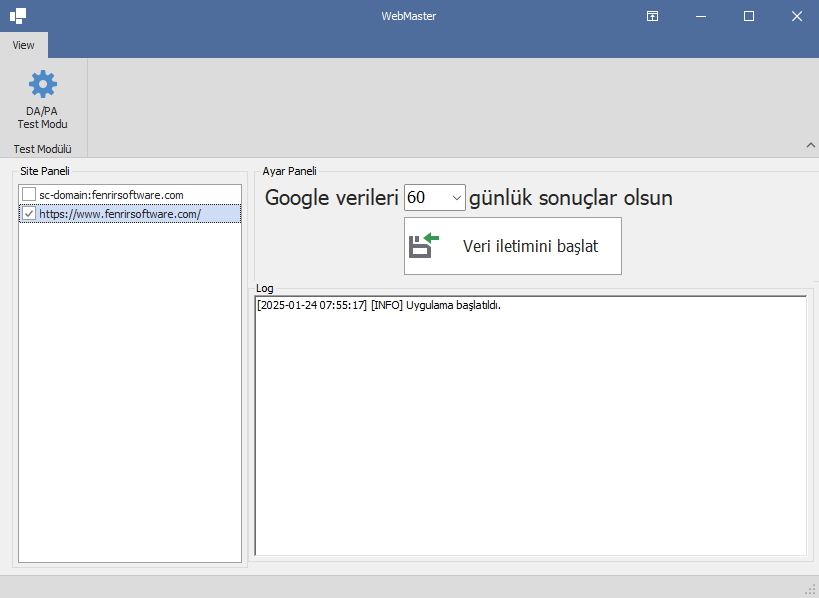 WebMaster
View
DA/PA
Test Modu
Test Modülü
Site Paneli
sc-domain:fenrirsoftware.com
https://www.fenrirsoftware.com/
Ayar Paneli
Google verileri 60 günlük sonuçlar olsun
Veri iletimini başlat
Log
[2025-01-24 07:55:17] [INFO] Uygulama başlatıldı.